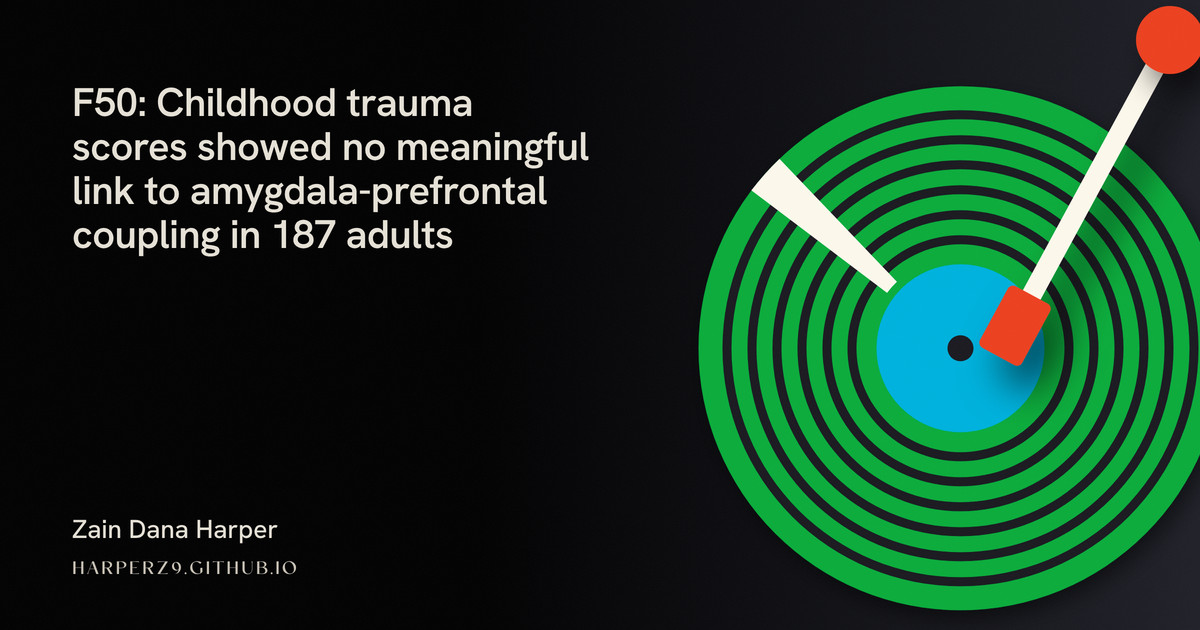 F50: Childhood trauma
scores showed no meaningful
link to amygdala-prefrontal
coupling in 187 adults
Zain Dana Harper
HARPERZ9.GITHUB.IO